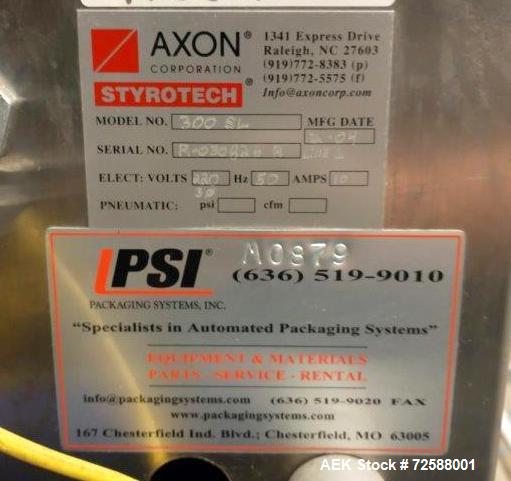 AXON
CORPORATION
STYROTECH®
1341 Express Drive
Raleigh, NC 27603
(919)772-8383 (p)
(919)772-5575 (f)
Info@axoncorp.com
MODEL NO. 300 SL MFG DATE
SERIAL NO.
ELECT: VOLTS 220 Hz 50 AMPS 10
PNEUMATIC: psi cfm
PSI®
A0879
(636) 519-9010
PACKAGING SYSTEMS, INC.
"Specialists in Automated Packaging Systems"
EQUIPMENT & MATERIALS
PARTS - SERVICE - RENTAL
info@packagingsystems.com (636) 519-9020 FAX
www.packagingsystems.com
167 Chesterfield Ind. Blvd.; Chesterfield, MO 63005
AEK Stock # 72588001